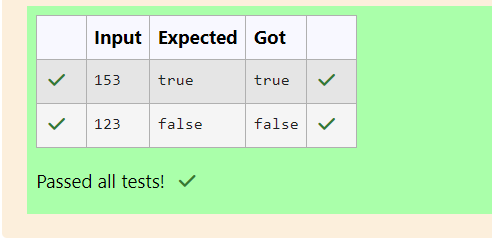 Input Expected Got
153 true true
123 false false
Passed all tests!